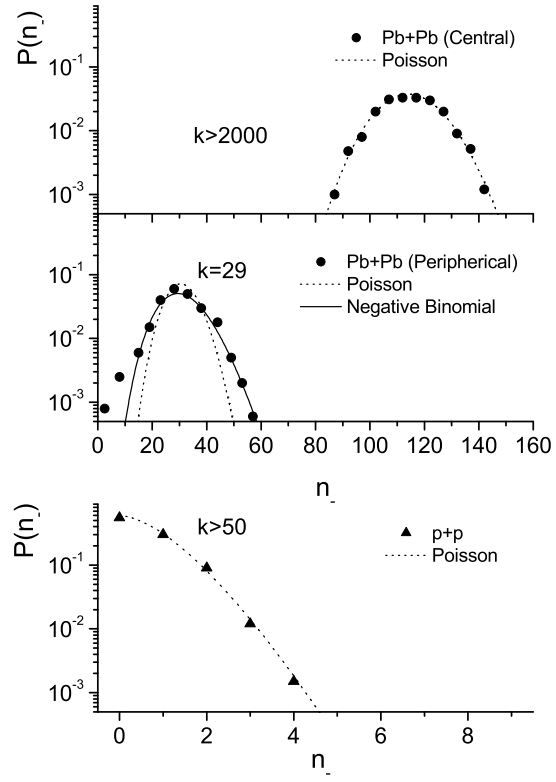 P(n_)
Pb+Pb (Central)
Poisson
k>2000
10^-1
10^-2
10^-3
Pb+Pb (Peripherical)
Poisson
Negative Binomial
k=29
10^-1
10^-2
10^-3
0 20 40 60 80 100 120 140 160
n_
P(n_)
p+p
Poisson
k>50
10^-1
10^-2
10^-3
0 2 4 6 8
n_